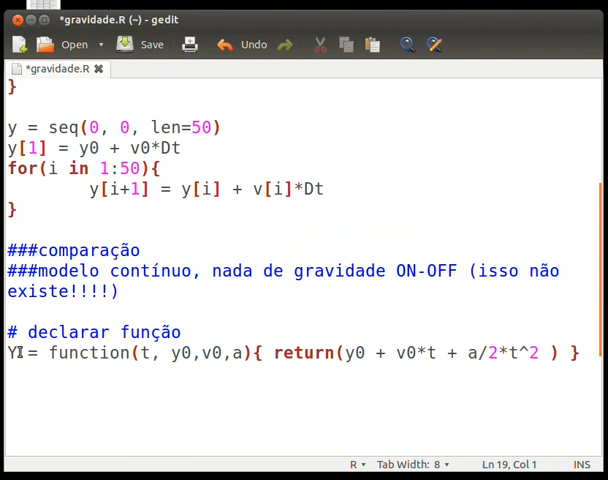 *gravidade.R (~) - gedit
Open Save Undo
*gravidade.R
}
y = seq(0, 0, len=50)
y[1] = y0 + v0*Dt
for(i in 1:50){
y[i+1] = y[i] + v[i]*Dt
}
###comparação
###modelo contínuo, nada de gravidade ON-OFF (isso não
existe!!!!)
# declarar função
Y = function(t, y0,v0,a){ return(y0 + v0*t + a/2*t^2 ) }
R Tab Width: 8 Ln 19, Col 1 INS